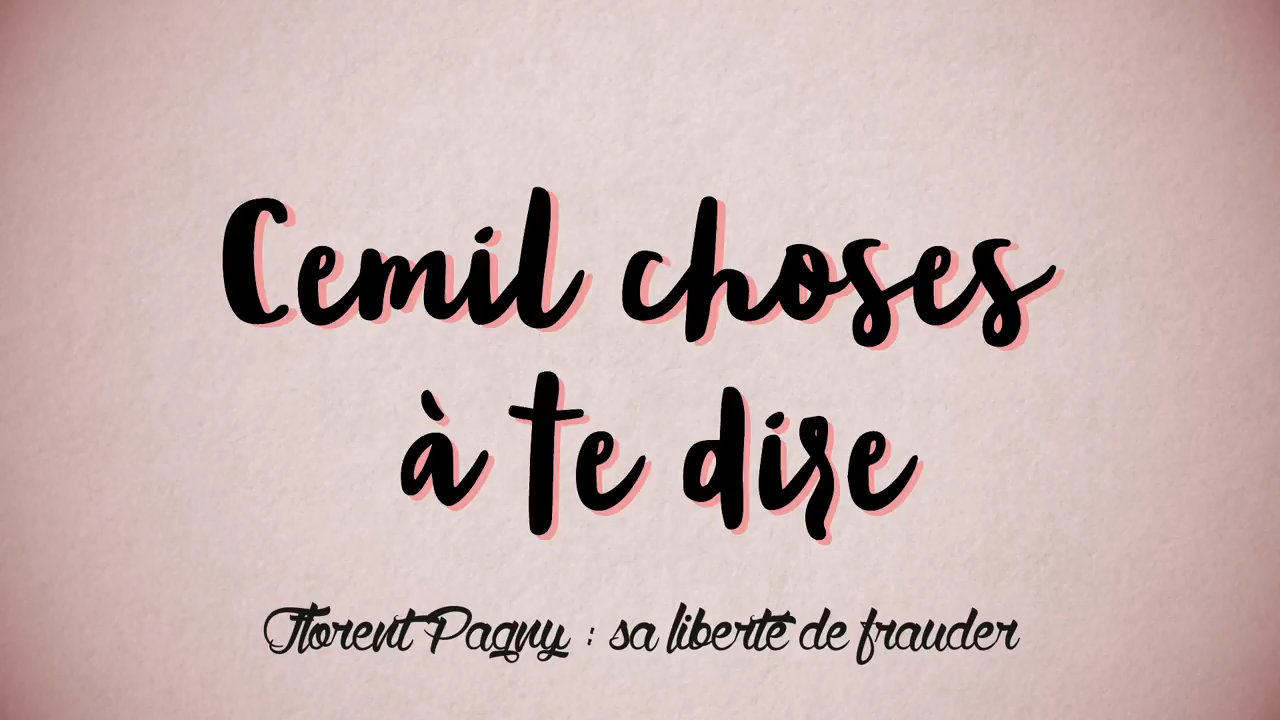 Cemil choses
à te dire
Florent Pagny : sa liberté de frauder